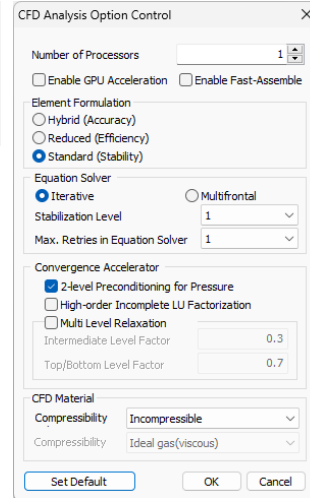 CFD Analysis Option Control
Number of Processors 1
Enable GPU Acceleration Enable Fast-Assemble
Element Formulation
Hybrid (Accuracy)
Reduced (Efficiency)
Standard (Stability)
Equation Solver
Iterative Multifrontal
Stabilization Level 1
Max. Retries in Equation Solver 1
Convergence Accelerator
2-level Preconditioning for Pressure
High-order Incomplete LU Factorization
Multi Level Relaxation
Intermediate Level Factor 0.3
Top/Bottom Level Factor 0.7
CFD Material
Compressibility Incompressible
Compressibility Ideal gas(viscous)
Set Default OK Cancel